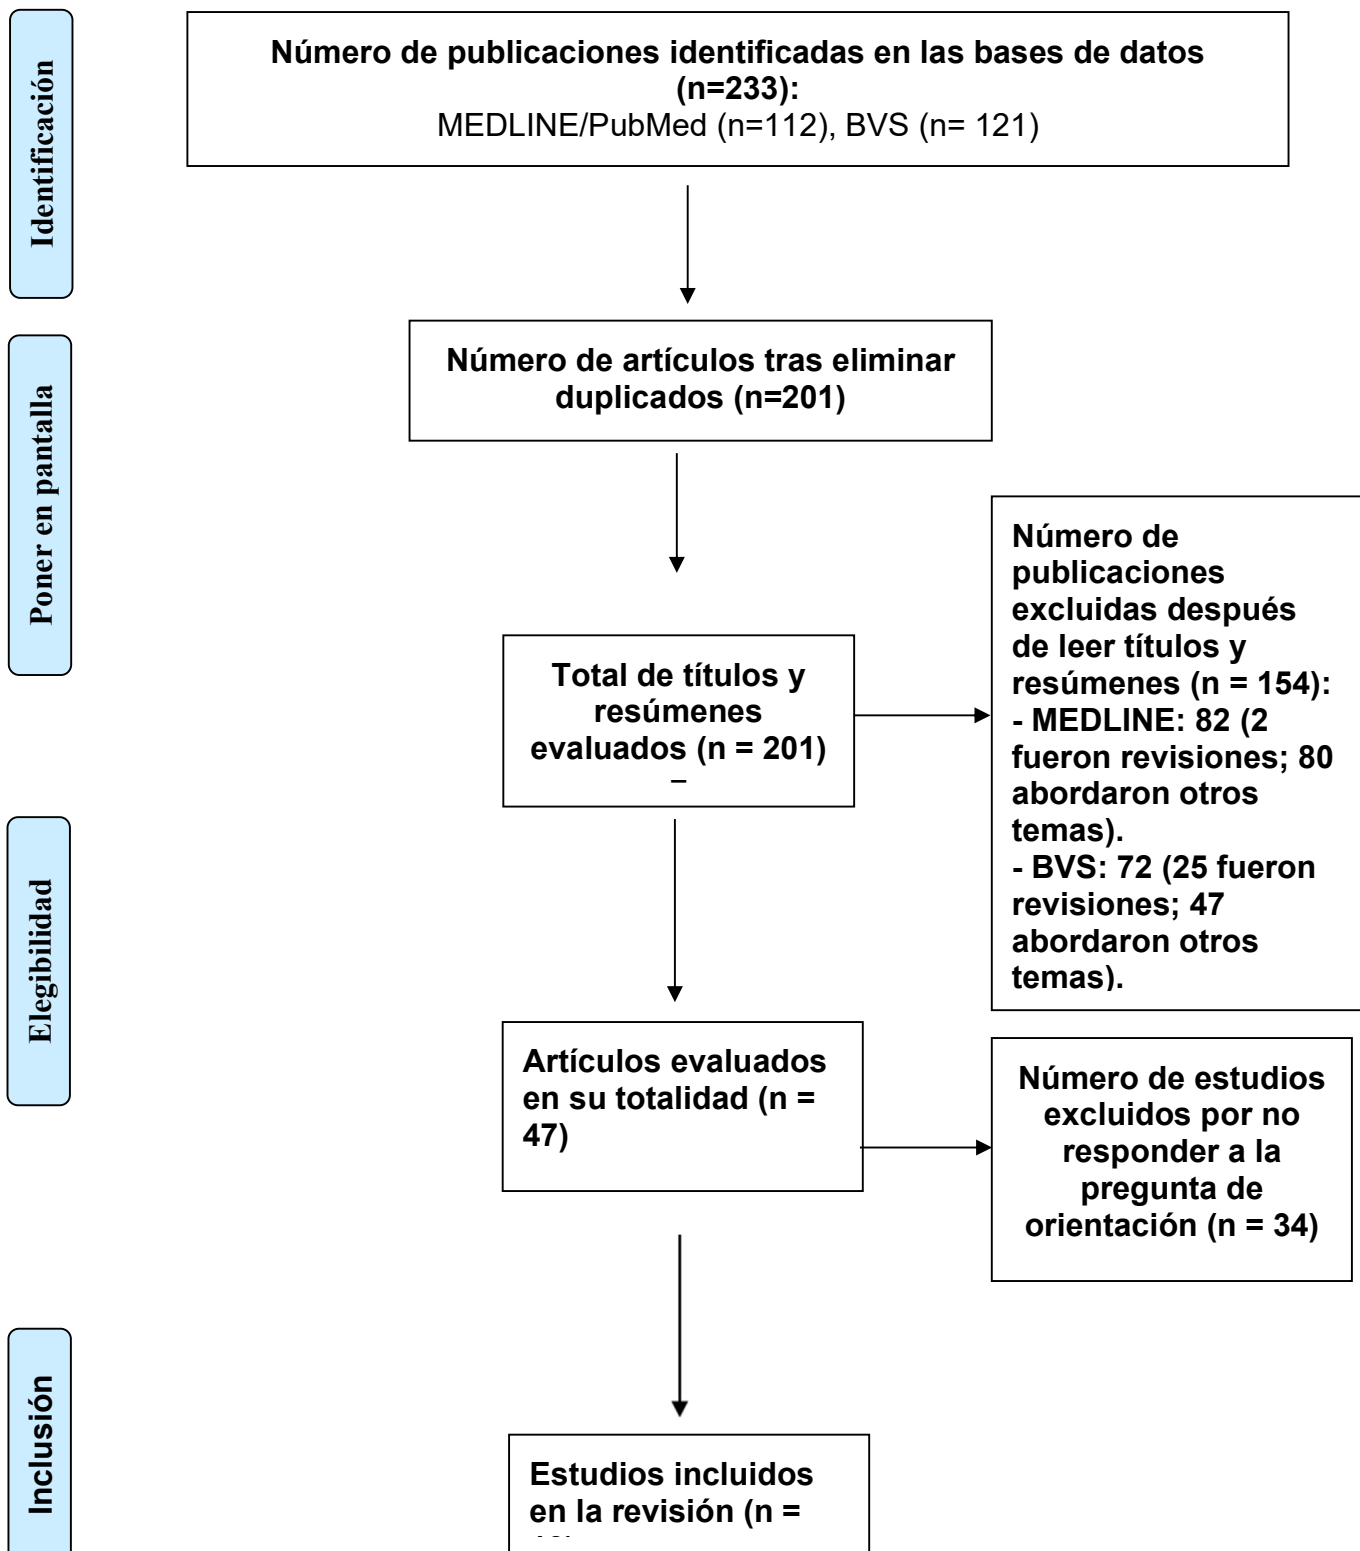 Identificación
Número de publicaciones identificadas en las bases de datos
(n=233):
MEDLINE/PubMed (n=112), BVS (n= 121)
Poner en pantalla
Número de artículos tras eliminar
duplicados (n=201)
Total de títulos y
resúmenes
evaluados (n = 201)
–
Número de
publicaciones
excluidas después
de leer títulos y
resúmenes (n = 154):
- MEDLINE: 82 (2
fueron revisiones; 80
abordaron otros
temas).
- BVS: 72 (25 fueron
revisiones; 47
abordaron otros
temas).
Elegibilidad
Artículos evaluados
en su totalidad (n =
47)
Número de estudios
excluidos por no
responder a la
pregunta de
orientación (n = 34)
Inclusión
Estudios incluidos
en la revisión (n =